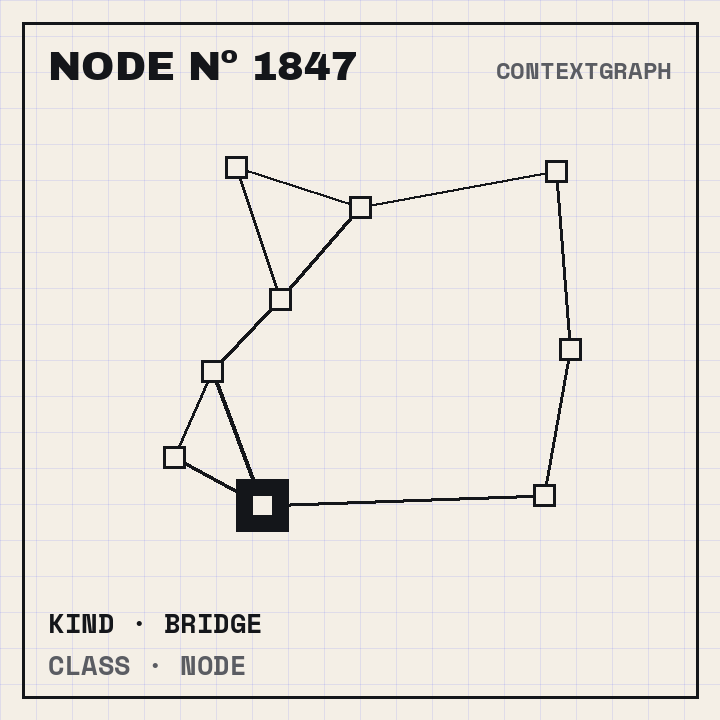 NODE Nº 1847
CONTEXTGRAPH
KIND · BRIDGE
CLASS · NODE